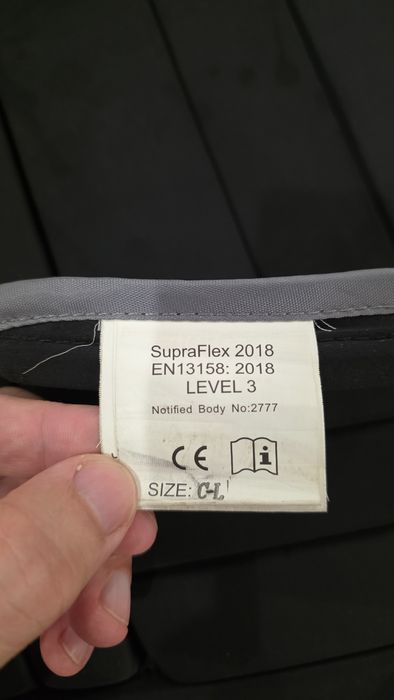 SupraFlex 2018
EN13158: 2018
LEVEL 3
Notified Body No:2777
CE
SIZE: C-L